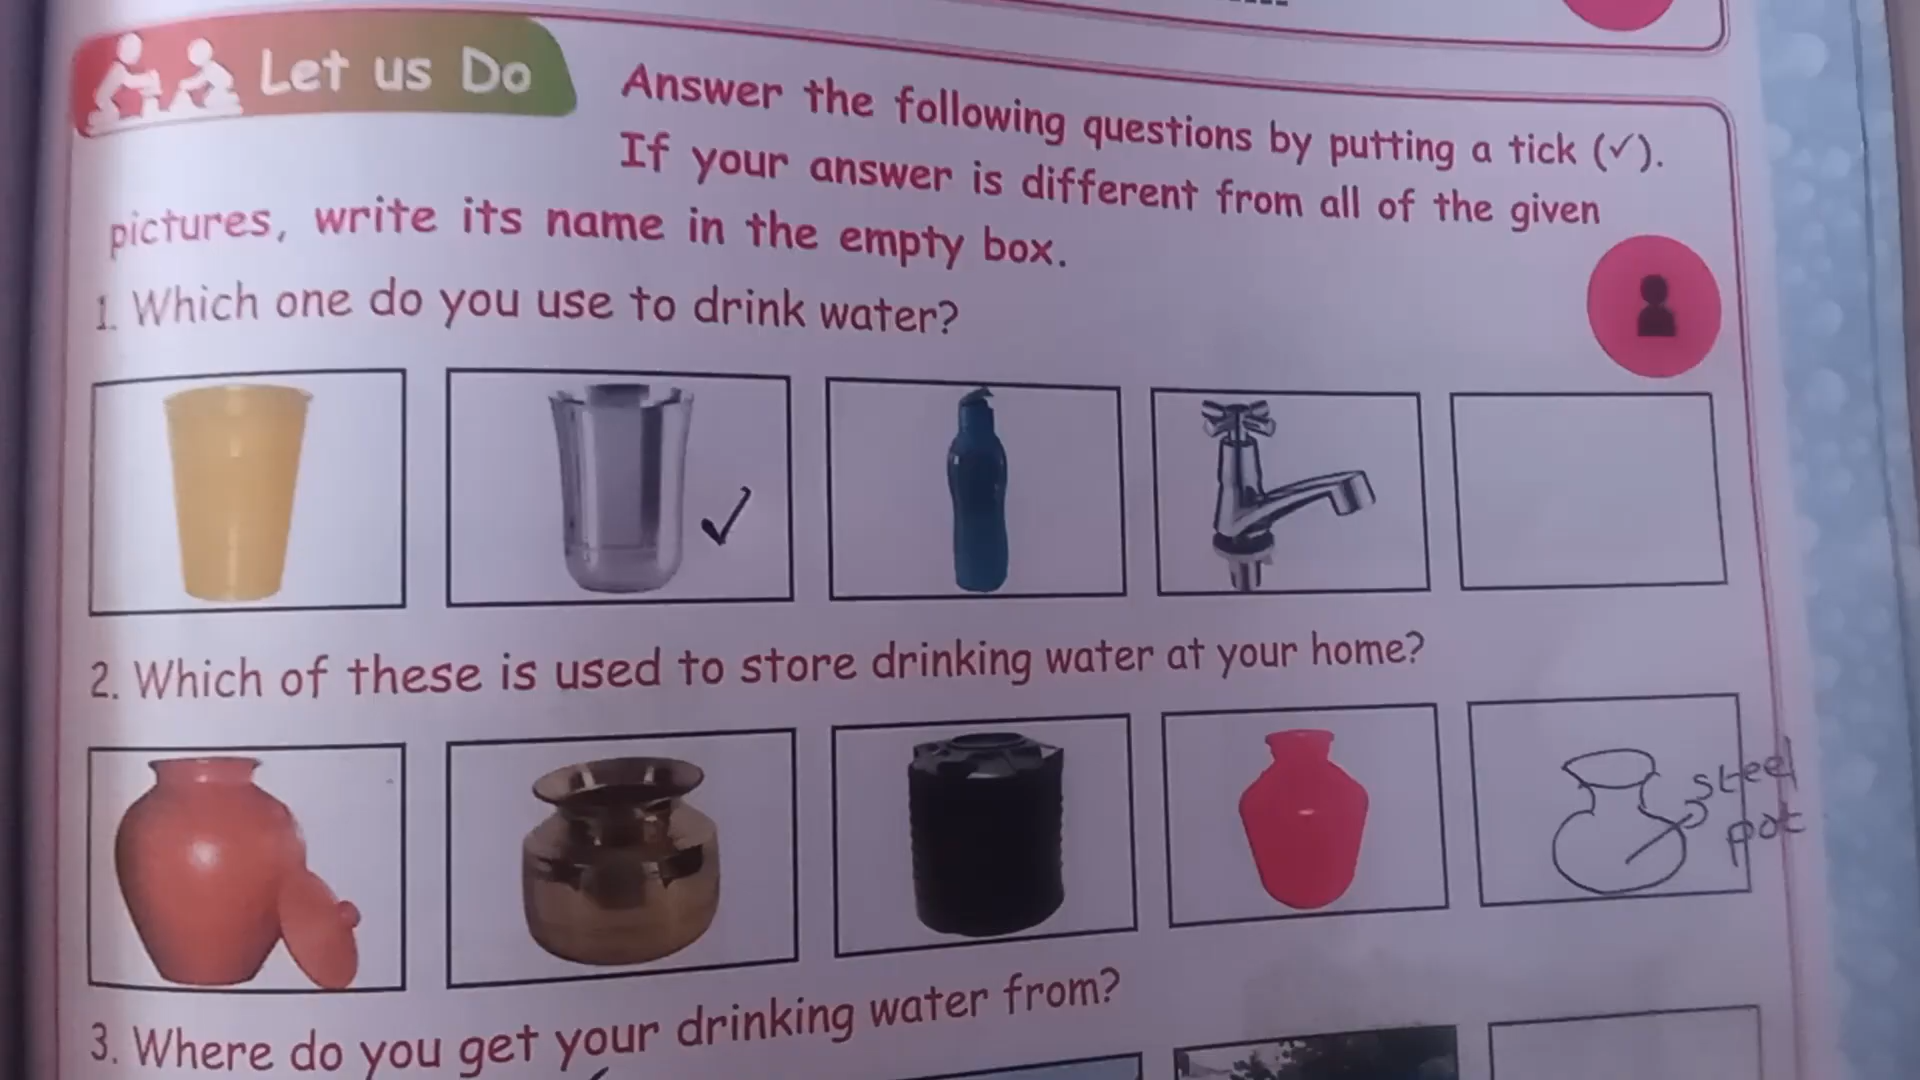 Let us Do
Answer the following questions by putting a tick (✓).
If your answer is different from all of the given
pictures, write its name in the empty box.
1. Which one do you use to drink water?
2. Which of these is used to store drinking water at your home?
steel
pot
3. Where do you get your drinking water from?